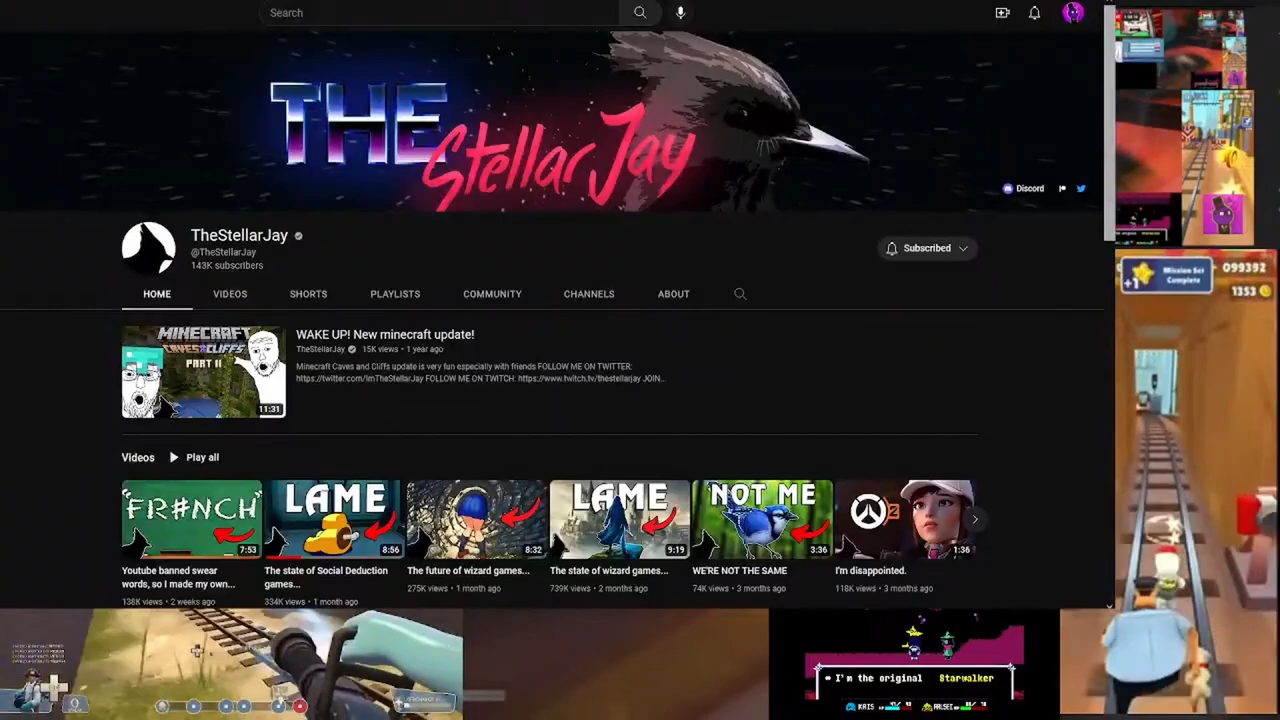 Search
THE
Stellar Jay
Discord
TheStellarJay
@TheStellarJay
143K subscribers
Subscribed
HOME
VIDEOS
SHORTS
PLAYLISTS
COMMUNITY
CHANNELS
ABOUT
MINECRAFT
CAVES & CLIFFS
PART II
11:31
WAKE UP! New minecraft update!
TheStellarJay 15K views • 1 year ago
Minecraft Caves and Cliffs update is very fun especially with friends FOLLOW ME ON TWITTER:
https://twitter.com/ImTheStellarJay FOLLOW ME ON TWITCH: https://www.twitch.tv/thestellarjay JOIN...
Videos
Play all
FR#NCH
7:53
LAME
8:56
8:32
LAME
9:19
NOT ME
3:36
2
1:36
Youtube banned swear
words, so I made my own...
138K views • 2 weeks ago
The state of Social Deduction
games...
334K views • 1 month ago
The future of wizard games...
275K views • 1 month ago
The state of wizard games...
739K views • 2 months ago
WE'RE NOT THE SAME
74K views • 3 months ago
I'm disappointed.
118K views • 3 months ago
+1
Mission Set
Complete
099392
1353
I'm the original Starwalker
KRIS
RALSEI